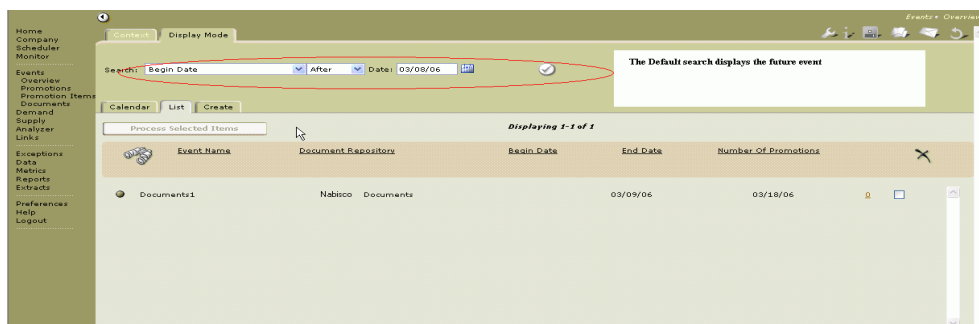 Events • Overview
Home
Company
Scheduler
Monitor
Events
Overview
Promotions
Promotion Items
Documents
Demand
Supply
Analyzer
Links
Exceptions
Data
Metrics
Reports
Extracts
Preferences
Help
Logout
Context Display Mode
Search: Begin Date After Date: 03/08/06
The Default search displays the future event
Calendar List Create
Process Selected Items Displaying 1-1 of 1
Event Name Document Repository Begin Date End Date Number Of Promotions
Documents1 Nabisco Documents 03/09/06 03/18/06 0